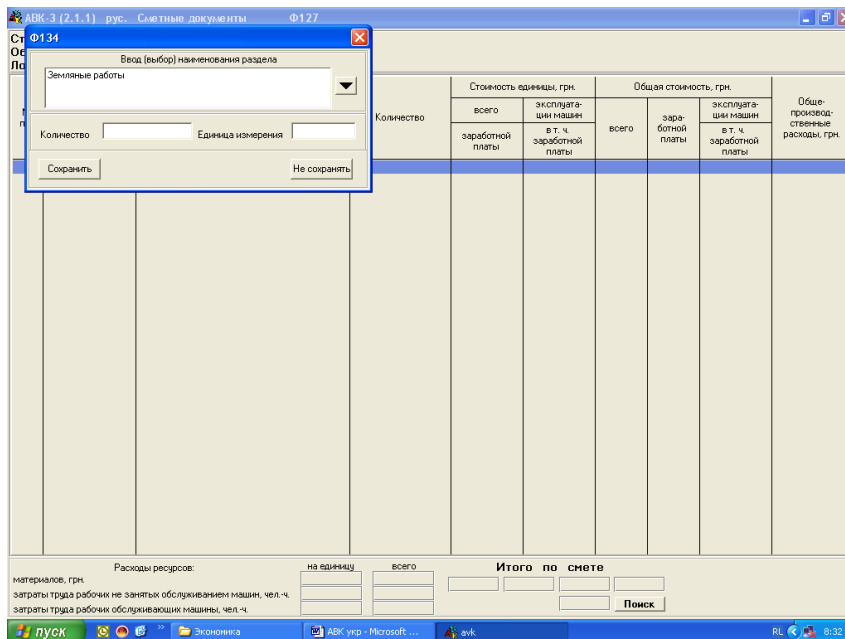 АВК-3 (2.1.1) рус. Сметные документы Ф127
Ст
Об
Ло
Ф134
Ввод (выбор) наименования раздела
Земляные работы
Количество
Единица измерения
Сохранить
Не сохранять
Количество
Стоимость единицы, грн.
Общая стоимость, грн.
Обще-
производ-
ственные
расходы, грн.
всего
эксплуата-
ции машин
заработной
платы
в т. ч.
заработной
платы
всего
зара-
ботной
платы
эксплуата-
ции машин
в т. ч.
заработной
платы
Расходы ресурсов:
на единицу
всего
Итого по смете
материалов, грн.
затраты труда рабочих не занятых обслуживанием машин, чел.-ч.
затраты труда рабочих обслуживающих машины, чел.-ч.
Поиск
пуск
Экономика
АВК укр - Microsoft ...
avk
RL
8:32